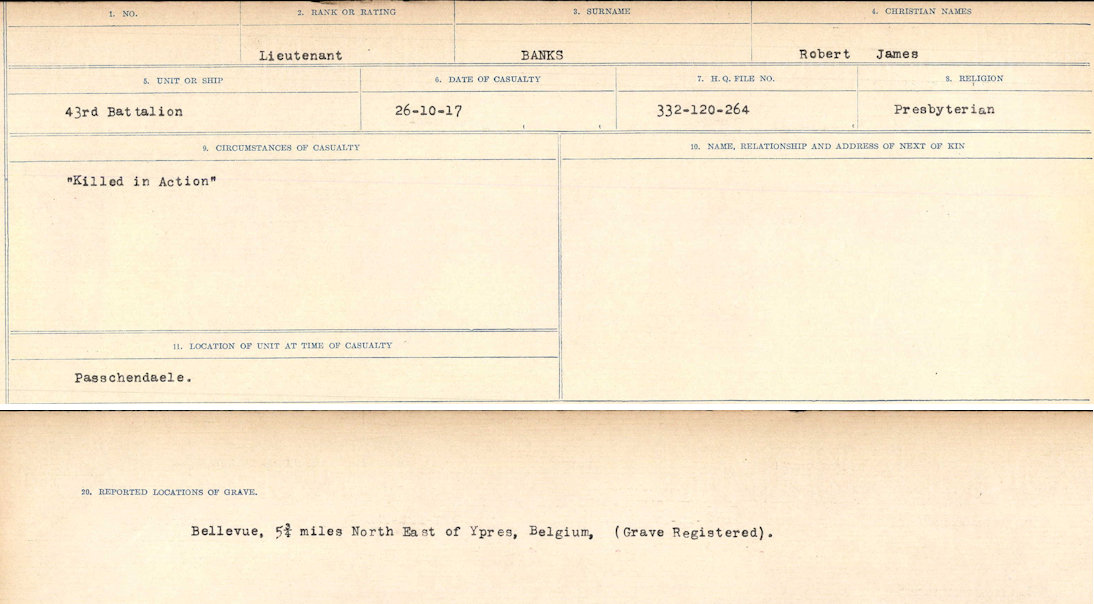 1. NO. 2. RANK OR RATING 3. SURNAME 4. CHRISTIAN NAMES
Lieutenant BANKS Robert James
5. UNIT OR SHIP 6. DATE OF CASUALTY 7. H. Q. FILE NO. 8. RELIGION
43rd Battalion 26-10-17 332-120-264 Presbyterian
9. CIRCUMSTANCES OF CASUALTY 10. NAME, RELATIONSHIP AND ADDRESS OF NEXT OF KIN
"Killed in Action"
11. LOCATION OF UNIT AT TIME OF CASUALTY
Passchendaele.
20. REPORTED LOCATIONS OF GRAVE.
Bellevue, 5¾ miles North East of Ypres, Belgium, (Grave Registered).